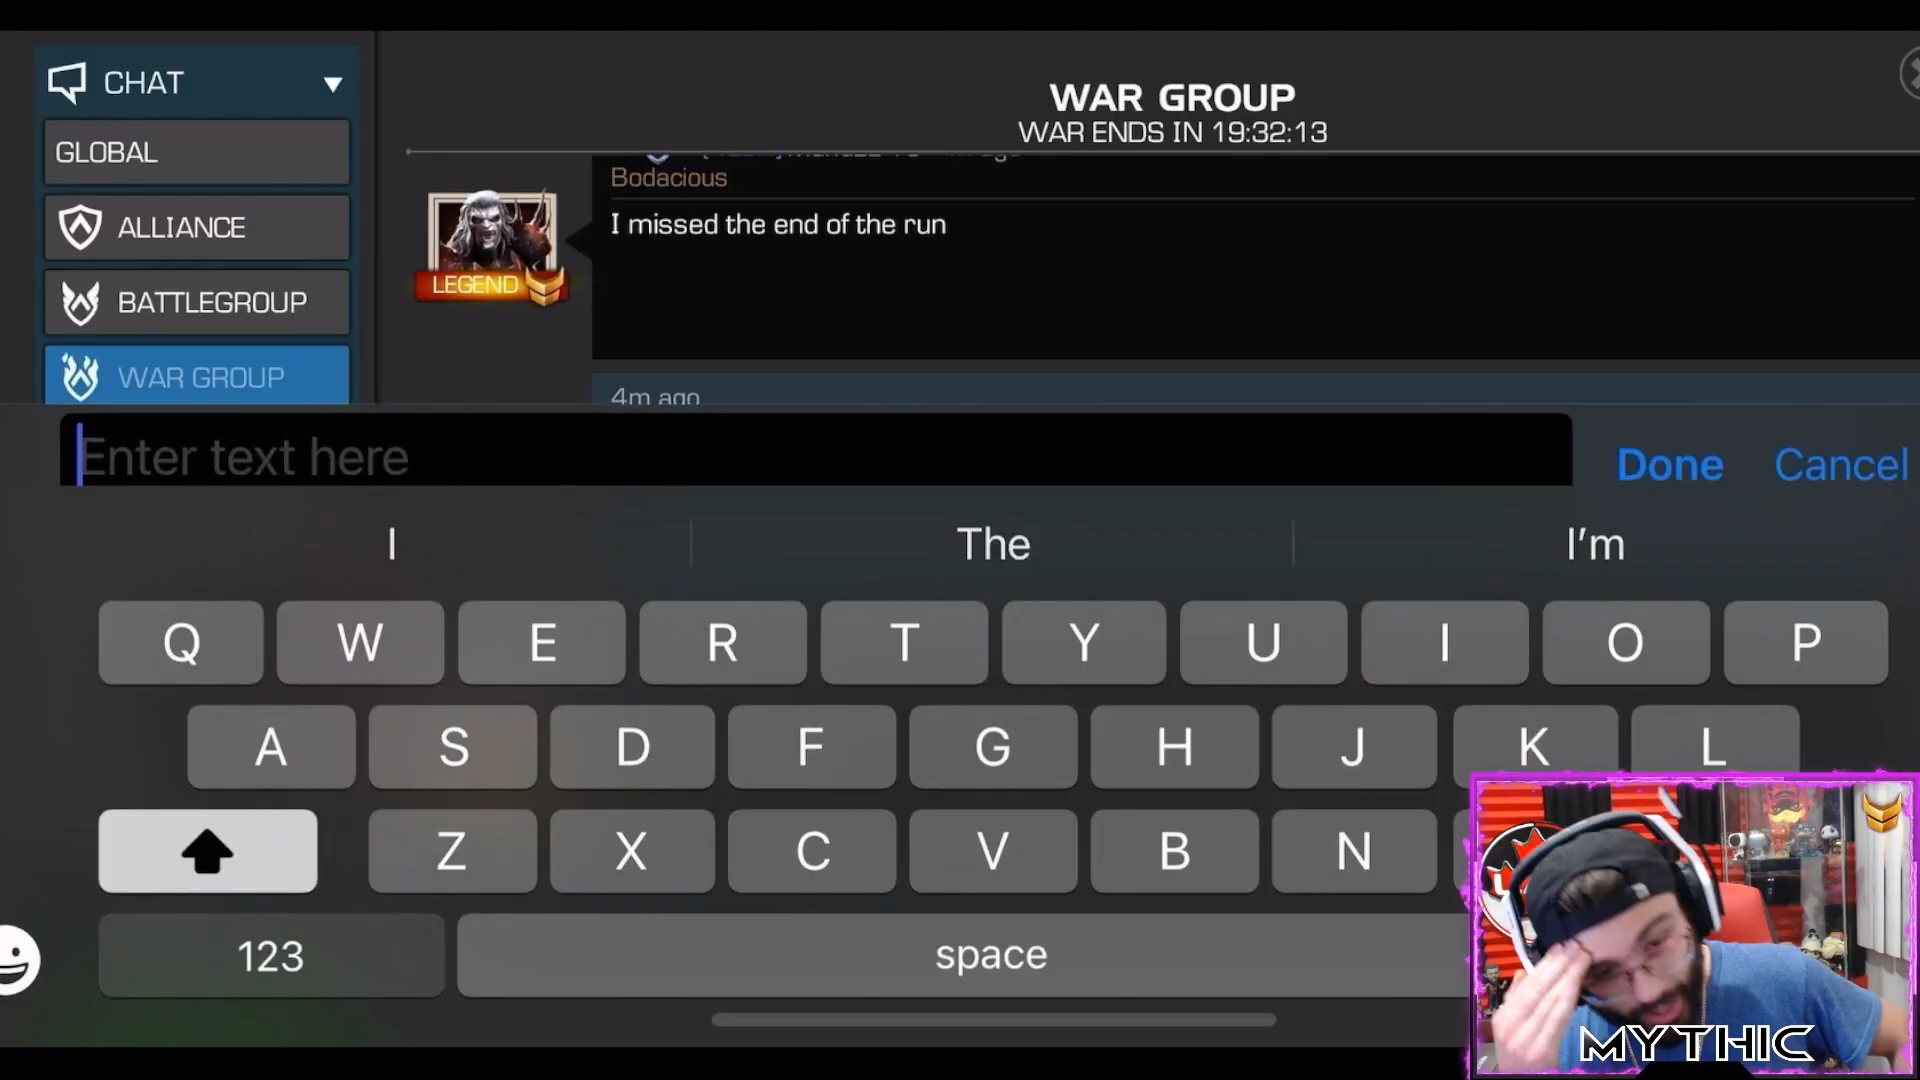 CHAT
GLOBAL
ALLIANCE
BATTLEGROUP
WAR GROUP
WAR GROUP
WAR ENDS IN 19:32:13
Bodacious
I missed the end of the run
LEGEND
4m ago
Enter text here
Done
Cancel
I
The
I'm
Q W E R T Y U I O P
A S D F G H J K L
Z X C V B N
123
space
MYTHIC